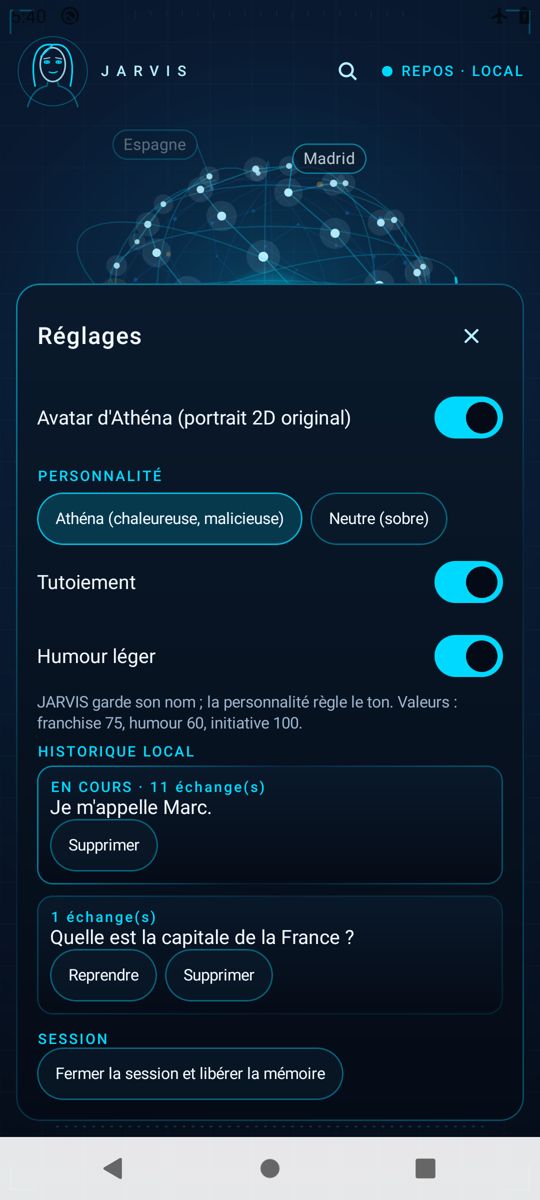 5:40
JARVIS
REPOS · LOCAL
Espagne
Madrid
Réglages
Avatar d'Athéna (portrait 2D original)
PERSONNALITÉ
Athéna (chaleureuse, malicieuse)
Neutre (sobre)
Tutoiement
Humour léger
JARVIS garde son nom ; la personnalité règle le ton. Valeurs :
franchise 75, humour 60, initiative 100.
HISTORIQUE LOCAL
EN COURS · 11 échange(s)
Je m'appelle Marc.
Supprimer
1 échange(s)
Quelle est la capitale de la France ?
Reprendre
Supprimer
SESSION
Fermer la session et libérer la mémoire